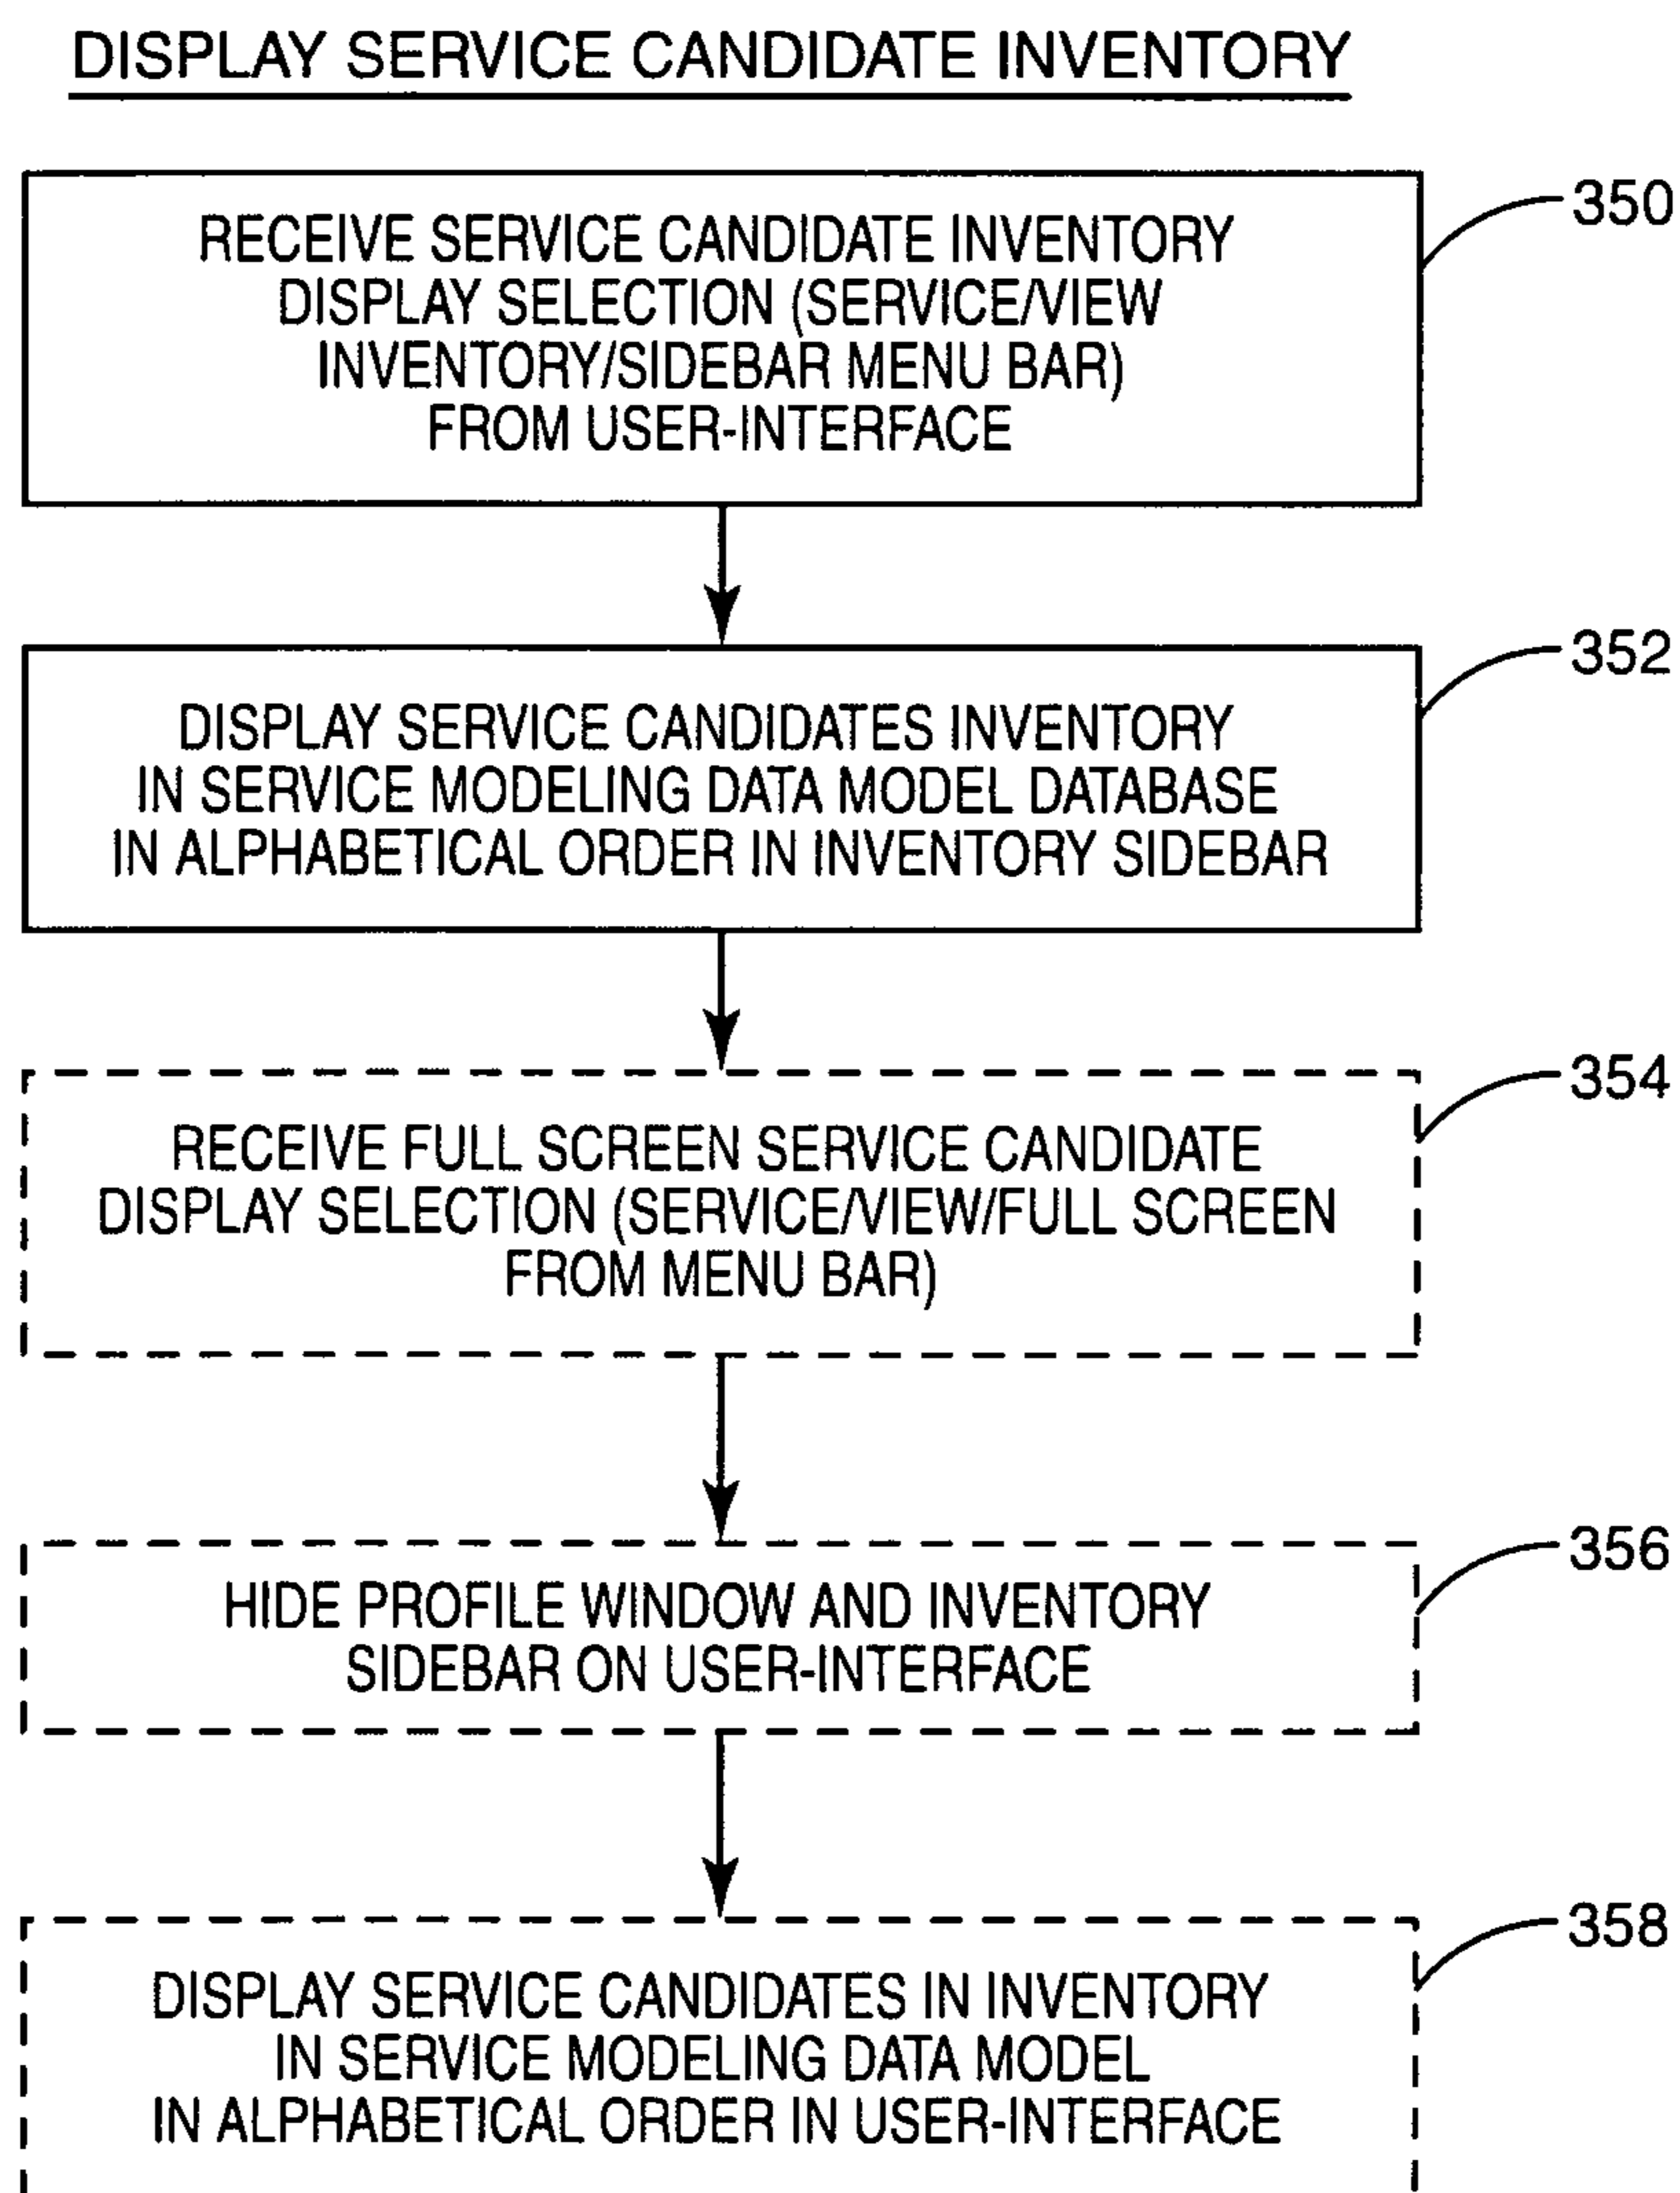 DISPLAY SERVICE CANDIDATE INVENTORY
RECEIVE SERVICE CANDIDATE INVENTORY
DISPLAY SELECTION (SERVICE/VIEW
INVENTORY/SIDEBAR MENU BAR)
FROM USER-INTERFACE
350
DISPLAY SERVICE CANDIDATES INVENTORY
IN SERVICE MODELING DATA MODEL DATABASE
IN ALPHABETICAL ORDER IN INVENTORY SIDEBAR
352
RECEIVE FULL SCREEN SERVICE CANDIDATE
DISPLAY SELECTION (SERVICE/VIEW/FULL SCREEN
FROM MENU BAR)
354
HIDE PROFILE WINDOW AND INVENTORY
SIDEBAR ON USER-INTERFACE
356
DISPLAY SERVICE CANDIDATES IN INVENTORY
IN SERVICE MODELING DATA MODEL
IN ALPHABETICAL ORDER IN USER-INTERFACE
358